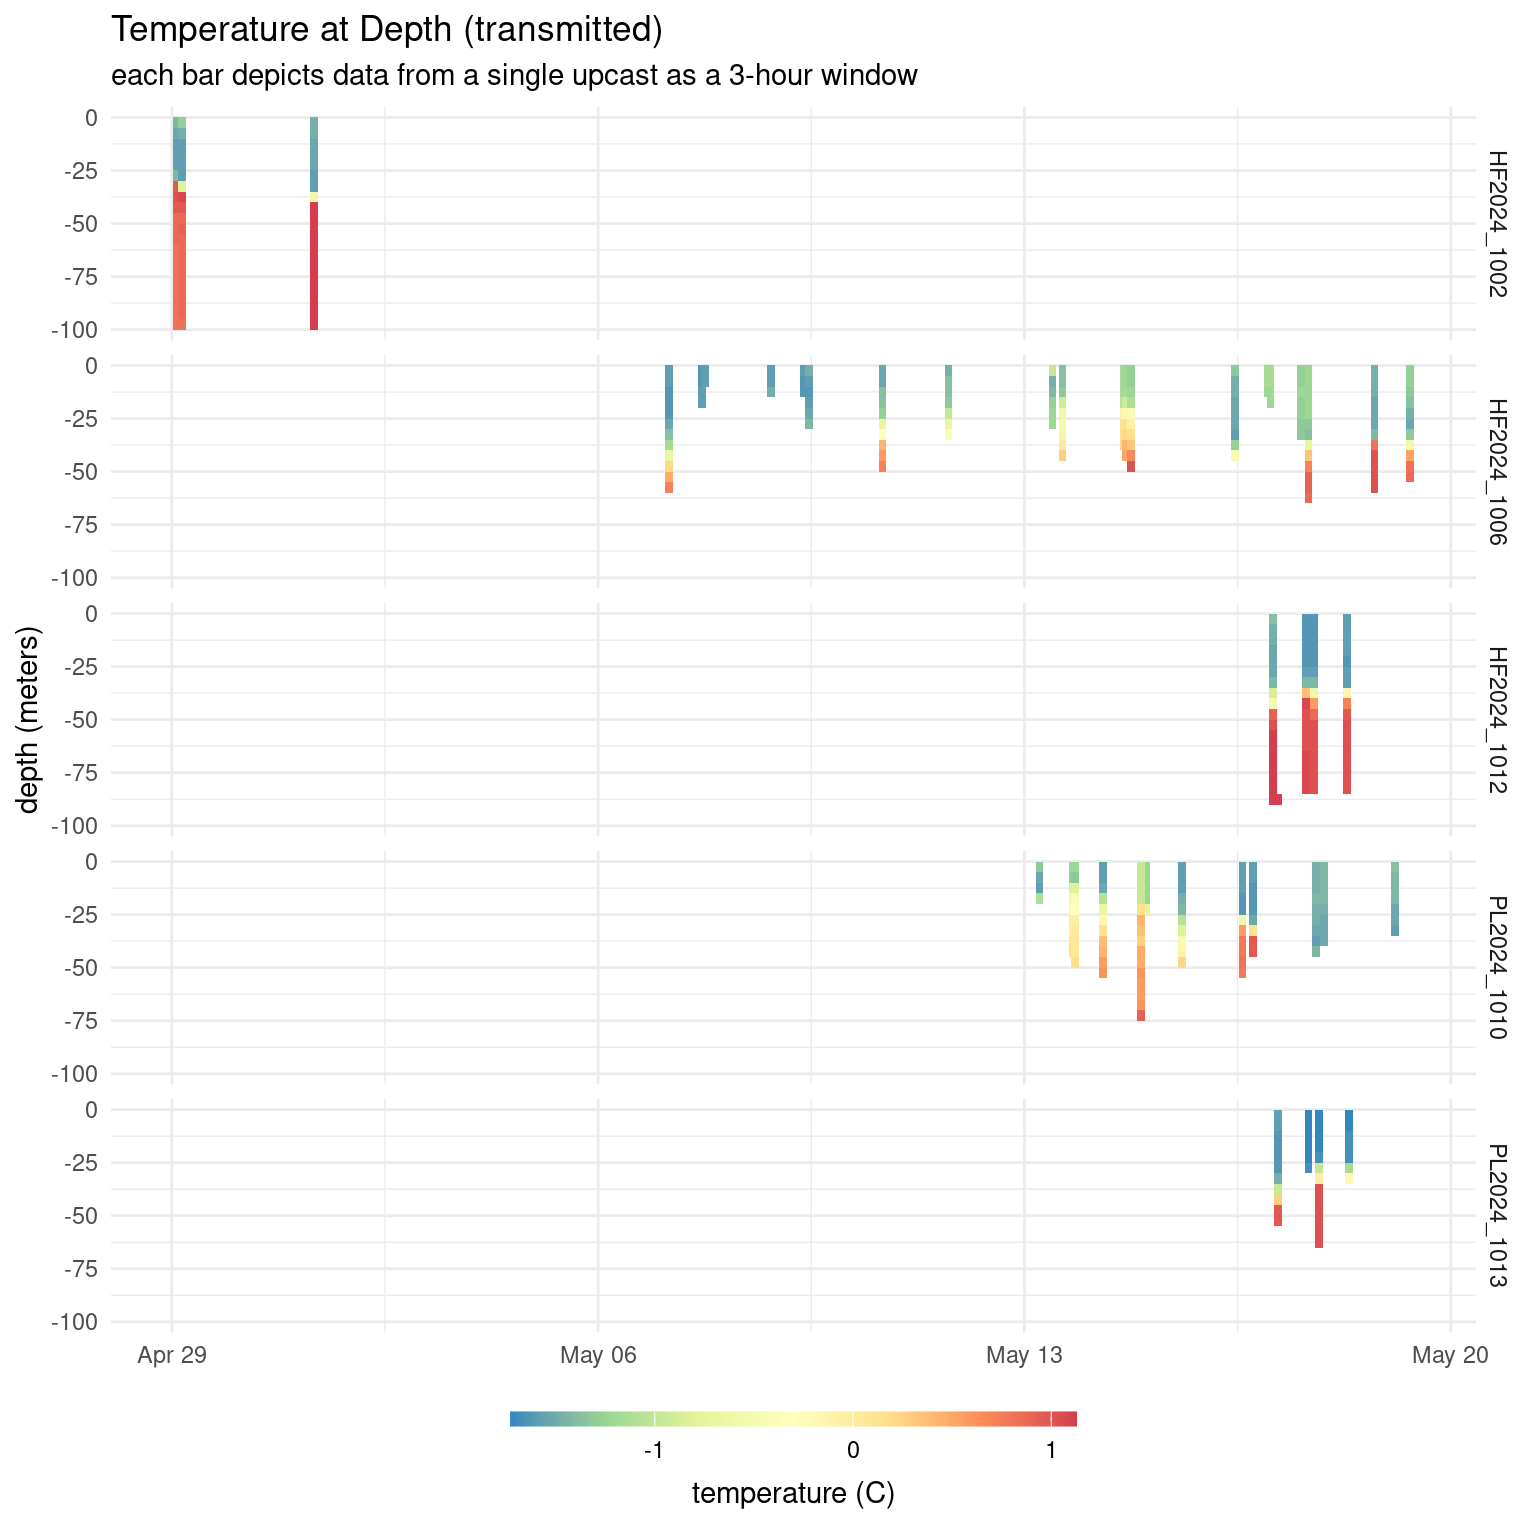 Temperature at Depth (transmitted)
each bar depicts data from a single upcast as a 3-hour window
depth (meters)
0
-25
-50
-75
-100
HF2024_1002
0
-25
-50
-75
-100
HF2024_1006
0
-25
-50
-75
-100
HF2024_1012
0
-25
-50
-75
-100
PL2024_1010
0
-25
-50
-75
-100
PL2024_1013
Apr 29 May 06 May 13 May 20
-1 0 1
temperature (C)